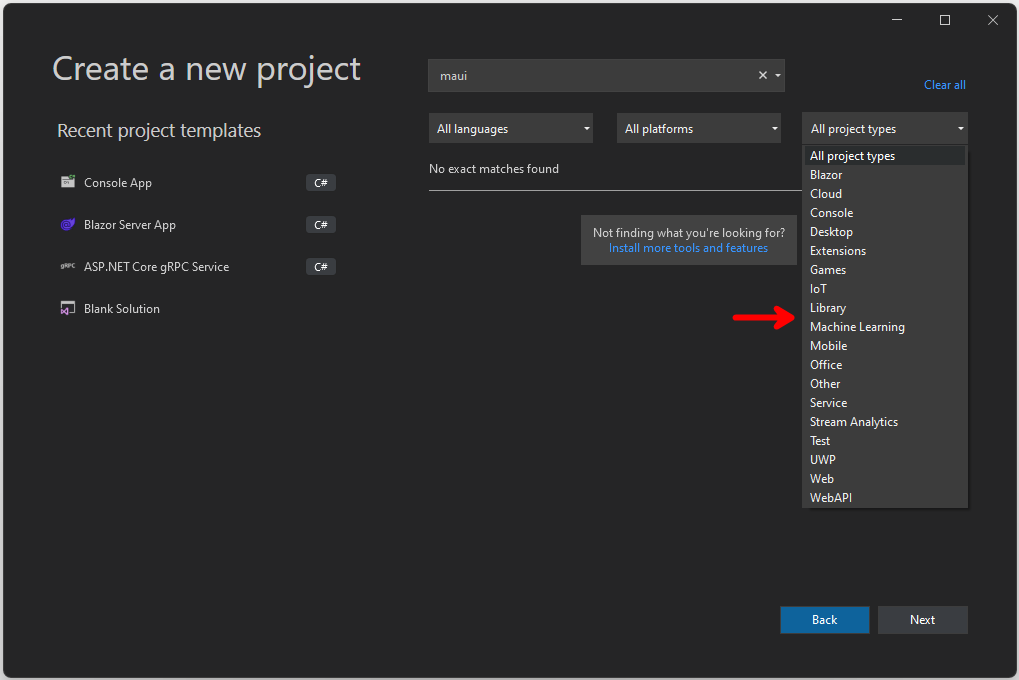 Create a new project
maui
Clear all
Recent project templates
All languages
All platforms
All project types
No exact matches found
Console App
C#
Blazor Server App
C#
ASP.NET Core gRPC Service
C#
Blank Solution
Not finding what you're looking for?
Install more tools and features
All project types
Blazor
Cloud
Console
Desktop
Extensions
Games
IoT
Library
Machine Learning
Mobile
Office
Other
Service
Stream Analytics
Test
UWP
Web
WebAPI
Back
Next